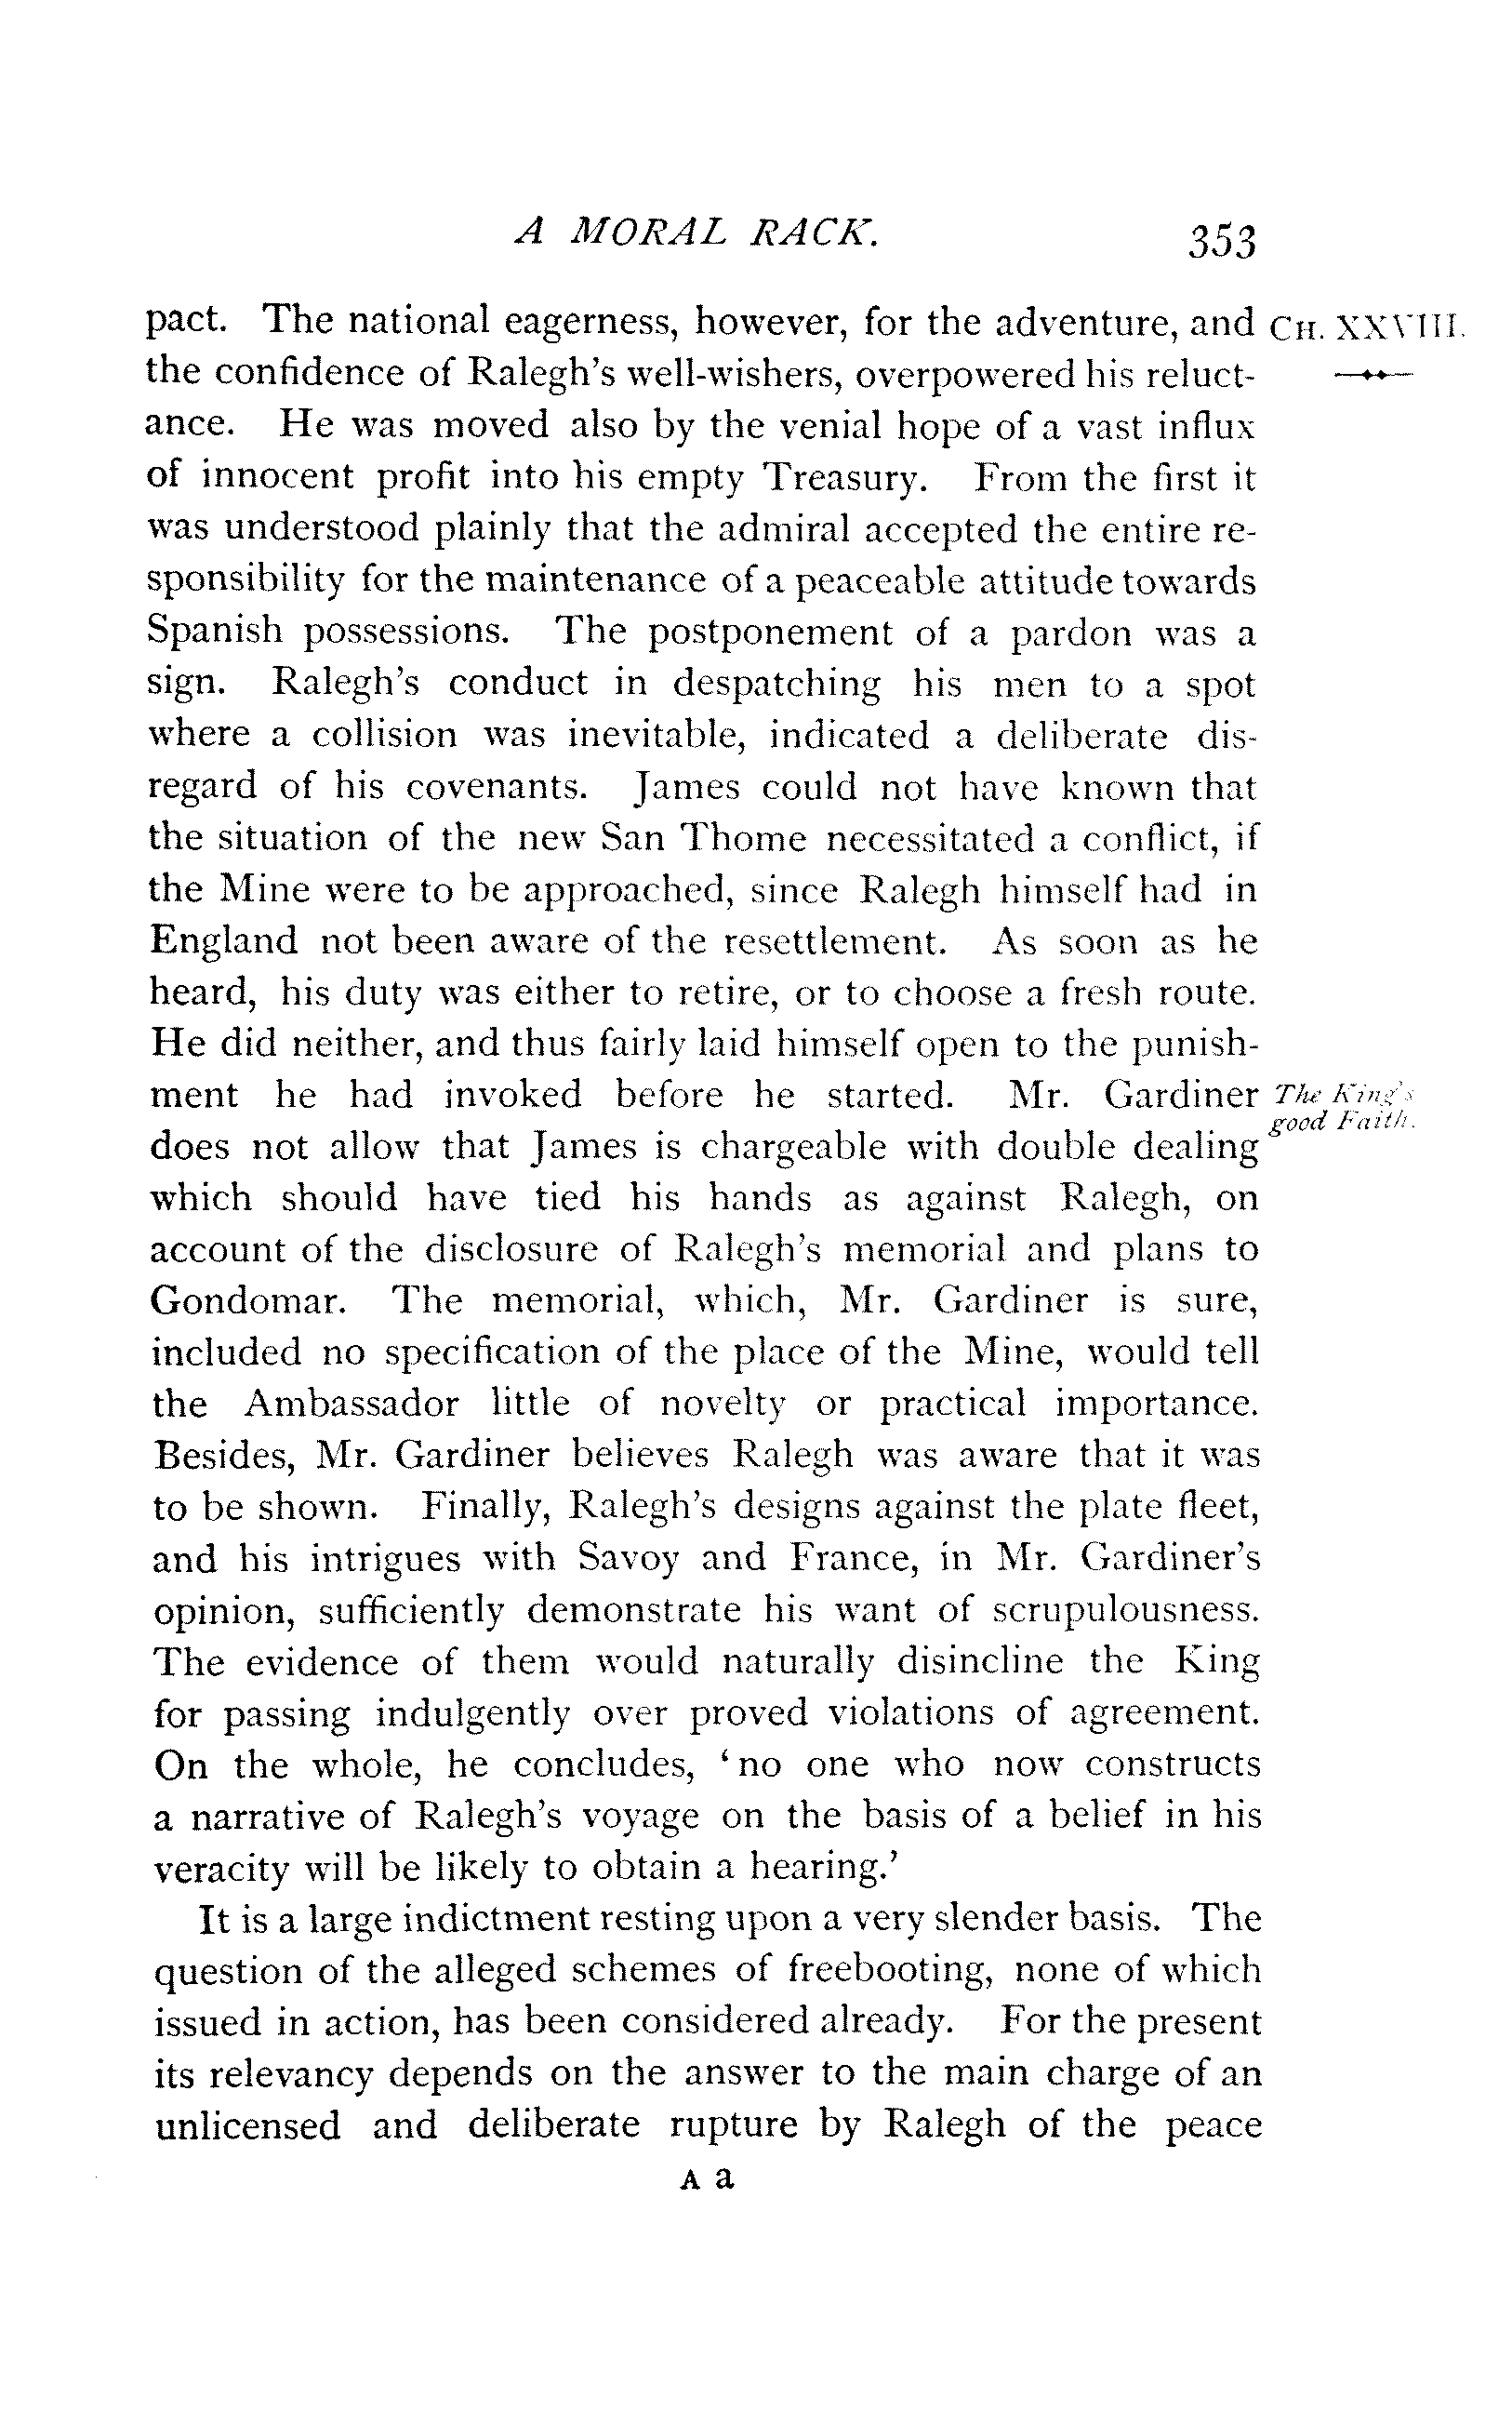 A MORAL RACK. 353
pact. The national eagerness, however, for the adventure, and CH. XXVIII.
the confidence of Ralegh's well-wishers, overpowered his reluct-
ance. He was moved also by the venial hope of a vast influx
of innocent profit into his empty Treasury. From the first it
was understood plainly that the admiral accepted the entire re-
sponsibility for the maintenance of a peaceable attitude towards
Spanish possessions. The postponement of a pardon was a
sign. Ralegh's conduct in despatching his men to a spot
where a collision was inevitable, indicated a deliberate dis-
regard of his covenants. James could not have known that
the situation of the new San Thome necessitated a conflict, if
the Mine were to be approached, since Ralegh himself had in
England not been aware of the resettlement. As soon as he
heard, his duty was either to retire, or to choose a fresh route.
He did neither, and thus fairly laid himself open to the punish-
ment he had invoked before he started. Mr. Gardiner The King's
does not allow that James is chargeable with double dealing good Faith.
which should have tied his hands as against Ralegh, on
account of the disclosure of Ralegh's memorial and plans to
Gondomar. The memorial, which, Mr. Gardiner is sure,
included no specification of the place of the Mine, would tell
the Ambassador little of novelty or practical importance.
Besides, Mr. Gardiner believes Ralegh was aware that it was
to be shown. Finally, Ralegh's designs against the plate fleet,
and his intrigues with Savoy and France, in Mr. Gardiner's
opinion, sufficiently demonstrate his want of scrupulousness.
The evidence of them would naturally disincline the King
for passing indulgently over proved violations of agreement.
On the whole, he concludes, 'no one who now constructs
a narrative of Ralegh's voyage on the basis of a belief in his
veracity will be likely to obtain a hearing.'
It is a large indictment resting upon a very slender basis. The
question of the alleged schemes of freebooting, none of which
issued in action, has been considered already. For the present
its relevancy depends on the answer to the main charge of an
unlicensed and deliberate rupture by Ralegh of the peace
A a